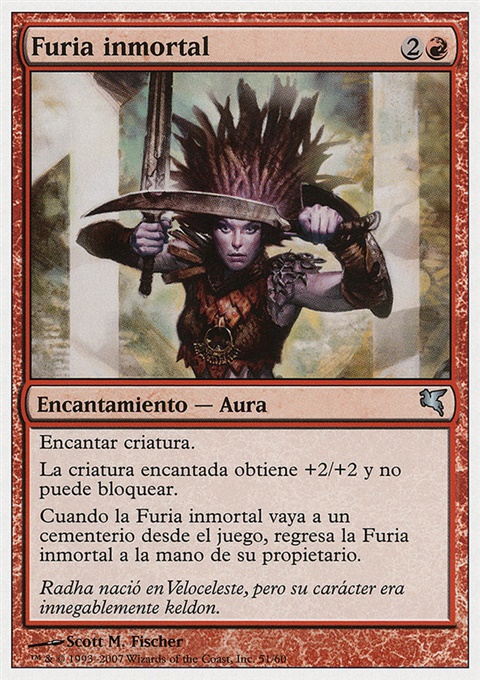 Furia inmortal 2
Encantamiento — Aura
Encantar criatura.
La criatura encantada obtiene +2/+2 y no
puede bloquear.
Cuando la Furia inmortal vaya a un
cementerio desde el juego, regresa la Furia
inmortal a la mano de su propietario.
Radha nació en Veloceleste, pero su carácter era
innegablemente keldon.
Scott M. Fischer
™ & © 1993-2007 Wizards of the Coast, Inc. 51/60